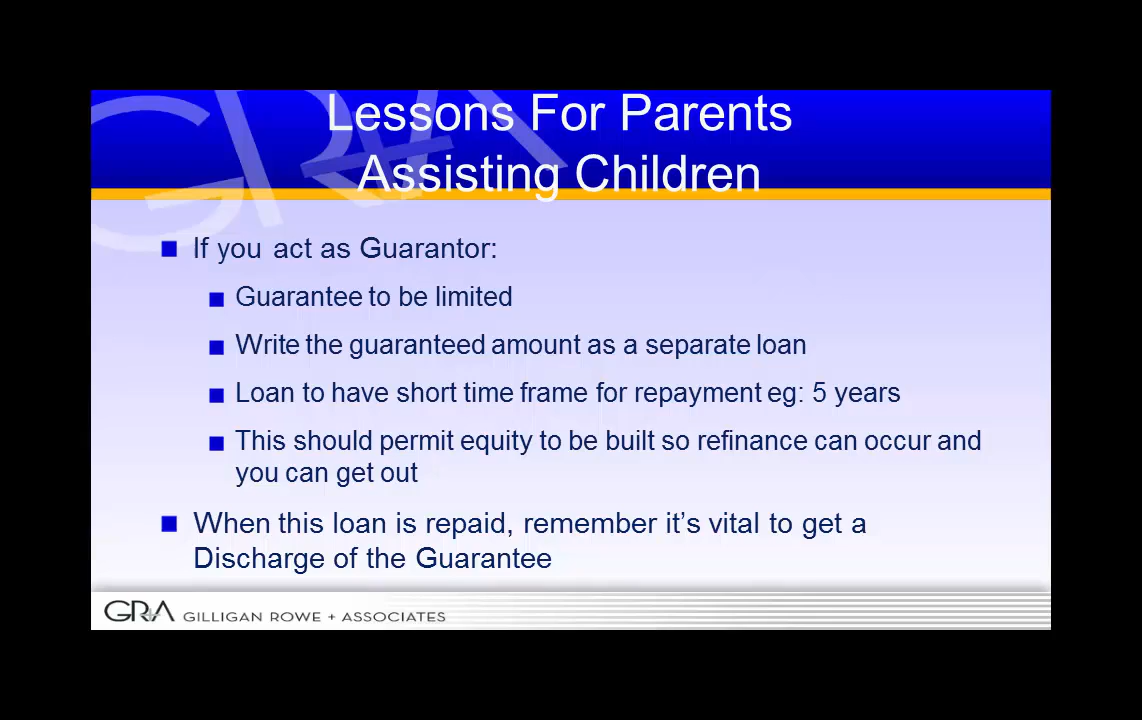 Lessons For Parents
Assisting Children
If you act as Guarantor:
Guarantee to be limited
Write the guaranteed amount as a separate loan
Loan to have short time frame for repayment eg: 5 years
This should permit equity to be built so refinance can occur and
you can get out
When this loan is repaid, remember it's vital to get a
Discharge of the Guarantee
GRA GILLIGAN ROWE + ASSOCIATES